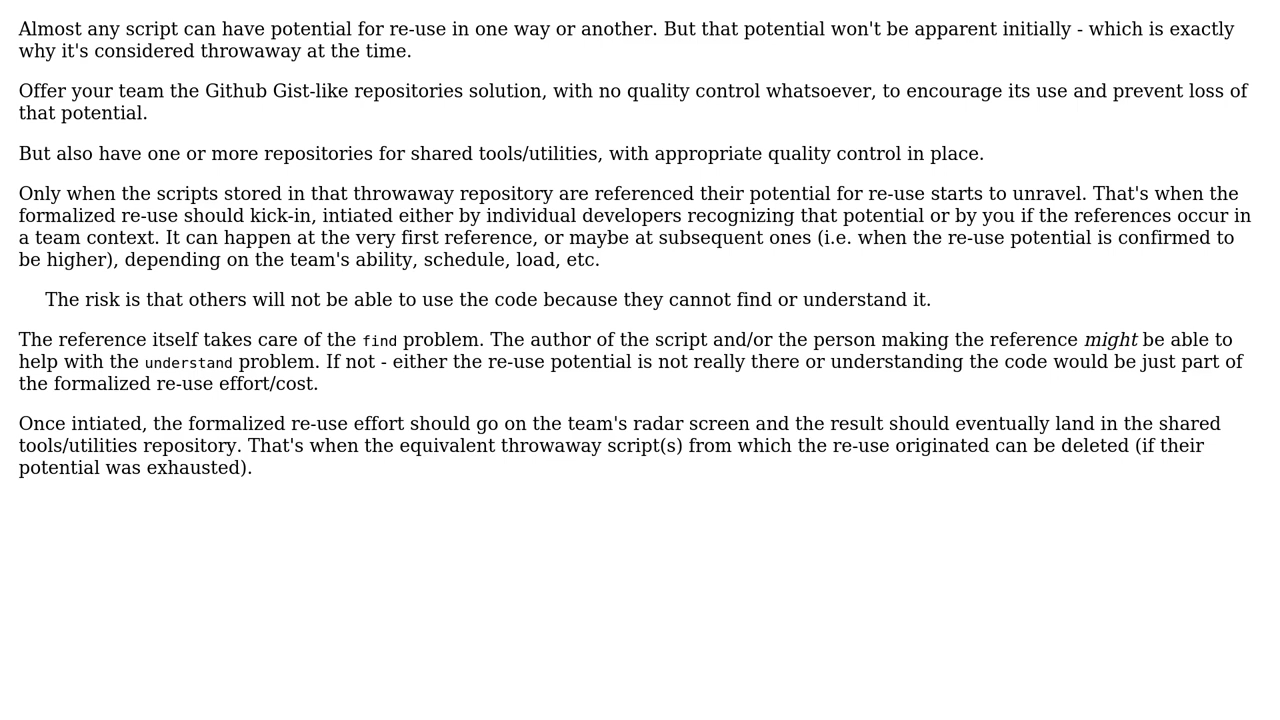 Almost any script can have potential for re-use in one way or another. But that potential won't be apparent initially - which is exactly
why it's considered throwaway at the time.
Offer your team the Github Gist-like repositories solution, with no quality control whatsoever, to encourage its use and prevent loss of
that potential.
But also have one or more repositories for shared tools/utilities, with appropriate quality control in place.
Only when the scripts stored in that throwaway repository are referenced their potential for re-use starts to unravel. That's when the
formalized re-use should kick-in, intiated either by individual developers recognizing that potential or by you if the references occur in
a team context. It can happen at the very first reference, or maybe at subsequent ones (i.e. when the re-use potential is confirmed to
be higher), depending on the team's ability, schedule, load, etc.
The risk is that others will not be able to use the code because they cannot find or understand it.
The reference itself takes care of the find problem. The author of the script and/or the person making the reference might be able to
help with the understand problem. If not - either the re-use potential is not really there or understanding the code would be just part of
the formalized re-use effort/cost.
Once intiated, the formalized re-use effort should go on the team's radar screen and the result should eventually land in the shared
tools/utilities repository. That's when the equivalent throwaway script(s) from which the re-use originated can be deleted (if their
potential was exhausted).